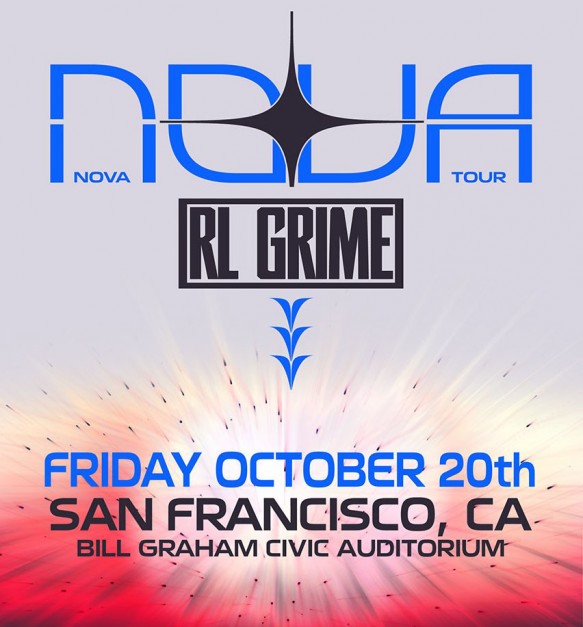 NOVA
NOVA TOUR
RL GRIME
FRIDAY OCTOBER 20th
SAN FRANCISCO, CA
BILL GRAHAM CIVIC AUDITORIUM